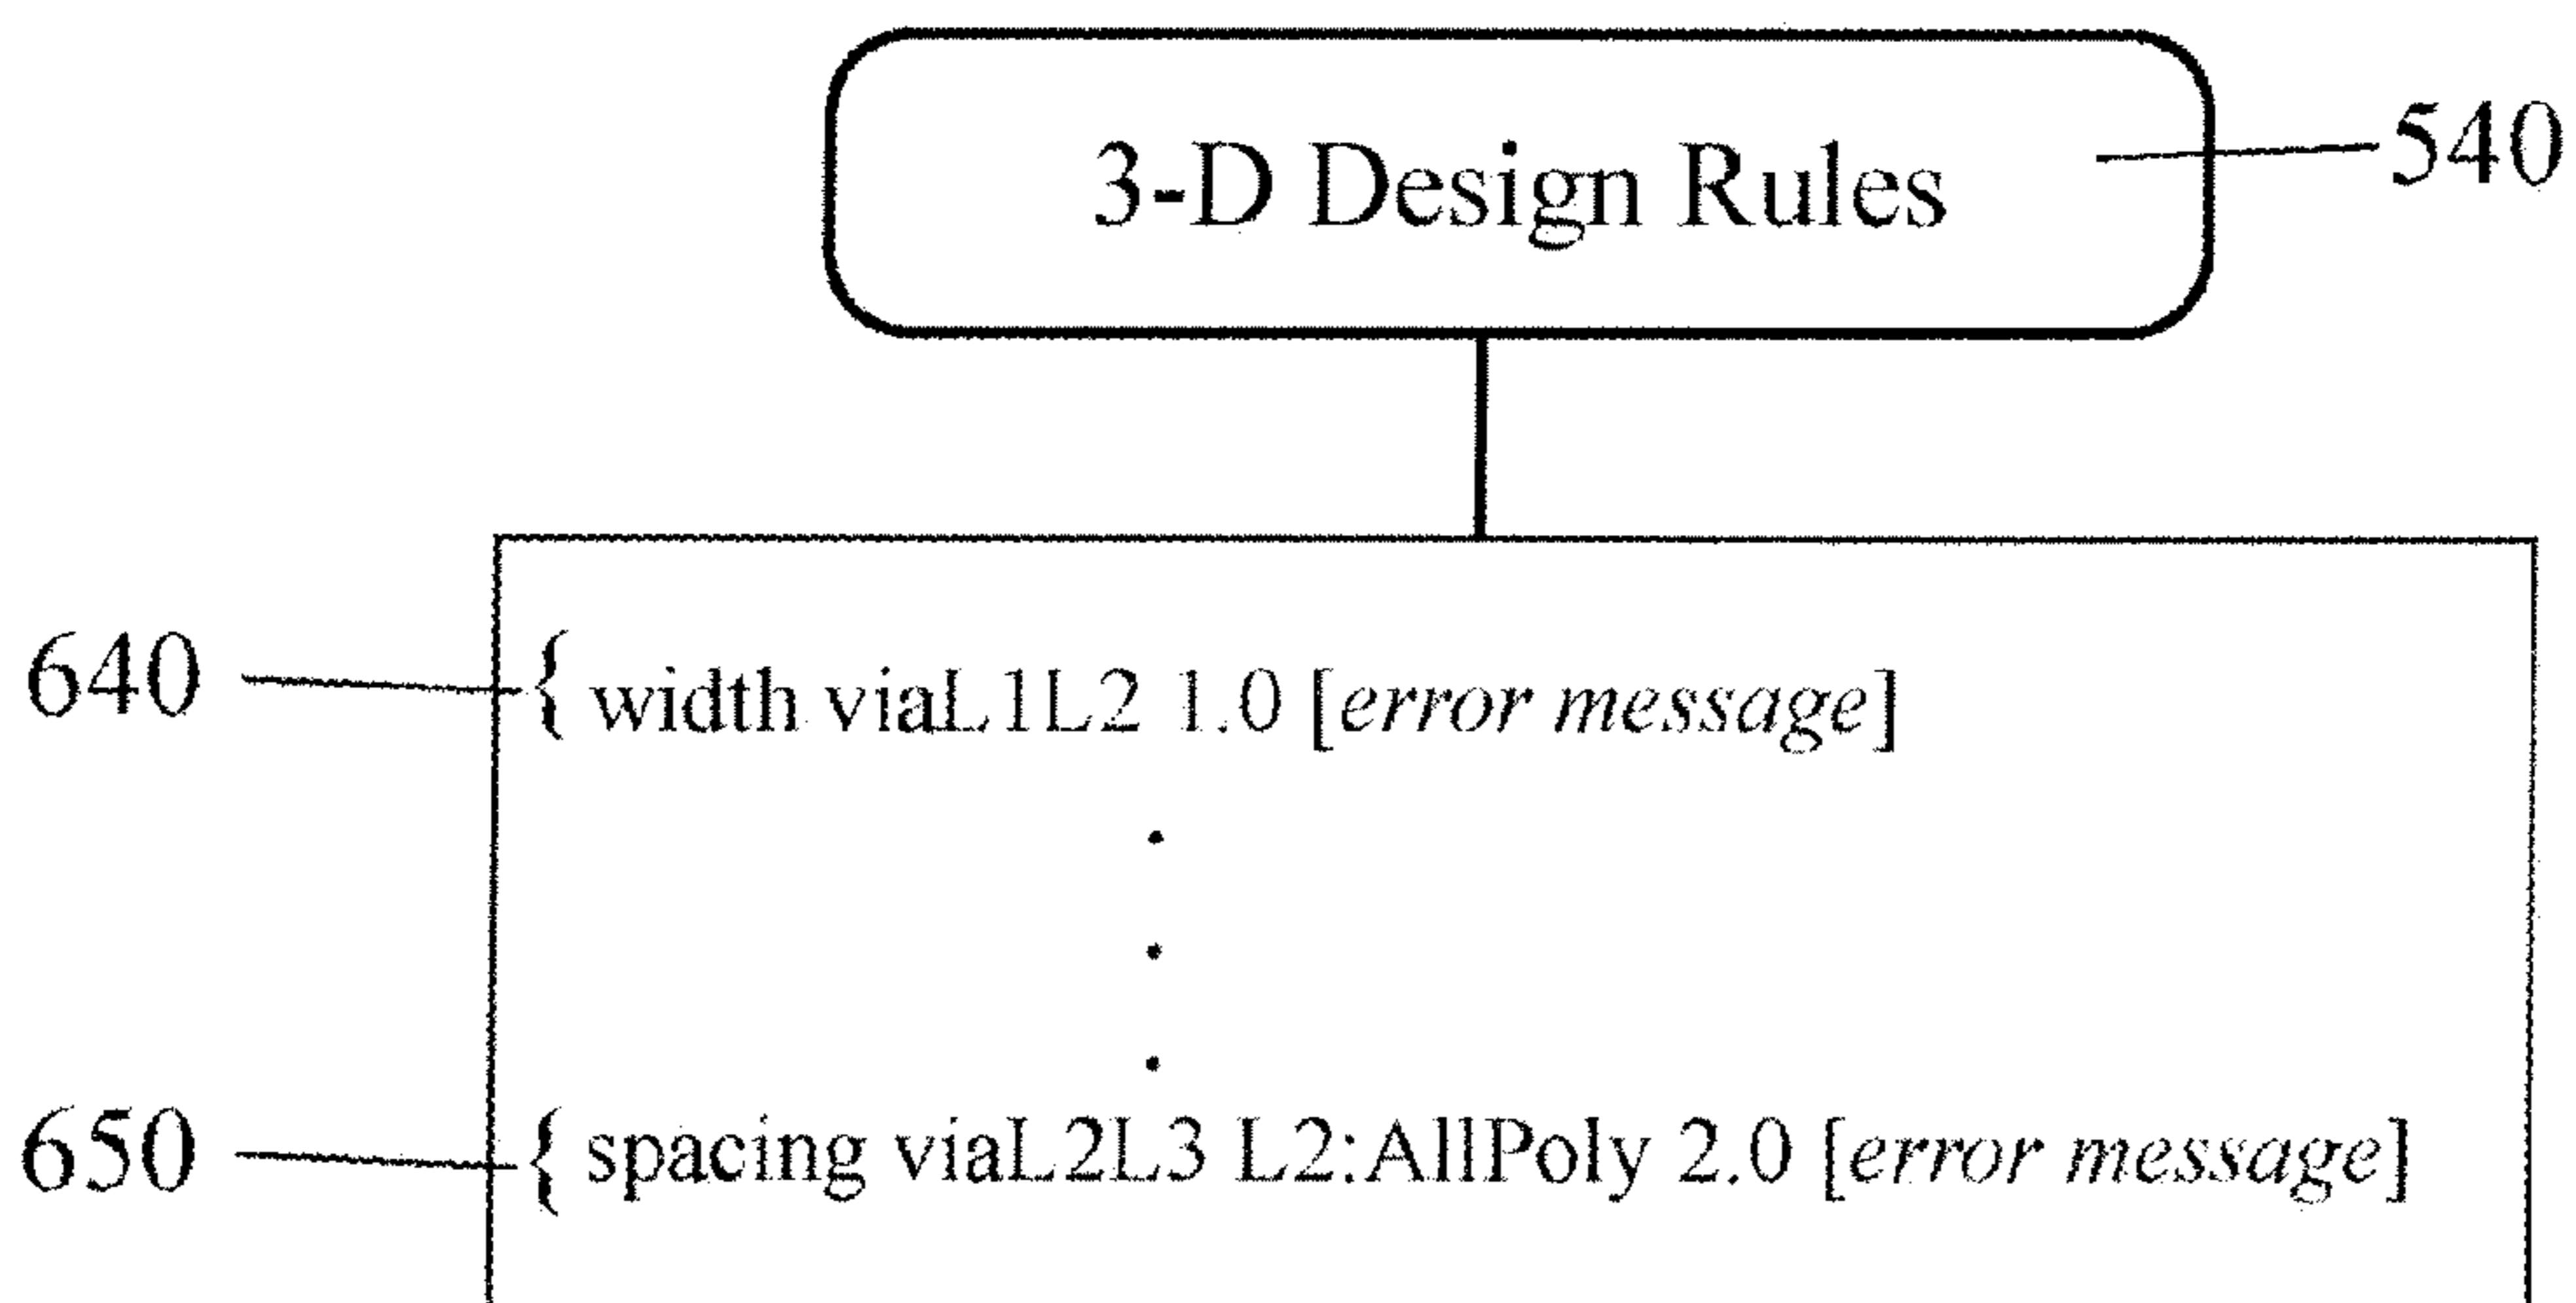 3-D Design Rules
540
640
{ width viaL1L2 1.0 [error message]
.
.
.
650
{ spacing viaL2L3 L2:AllPoly 2.0 [error message]